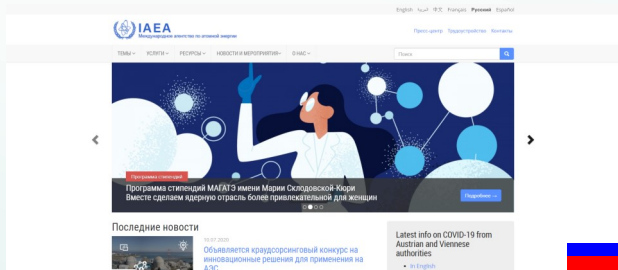 English العربية 中文 Français Русский Español
IAEA
Международное агентство по атомной энергии
Пресс-центр Трудоустройство Контакты
ТЕМЫ УСЛУГИ РЕСУРСЫ НОВОСТИ И МЕРОПРИЯТИЯ О НАС
Поиск
Программа стипендий
Программа стипендий МАГАТЭ имени Марии Склодовской-Кюри
Вместе сделаем ядерную отрасль более привлекательной для женщин
Подробнее →
Последние новости
10.07.2020
Объявляется краудсорсинговый конкурс на
инновационные решения для применения на
АЭС
Latest info on COVID-19 from
Austrian and Viennese
authorities
In English